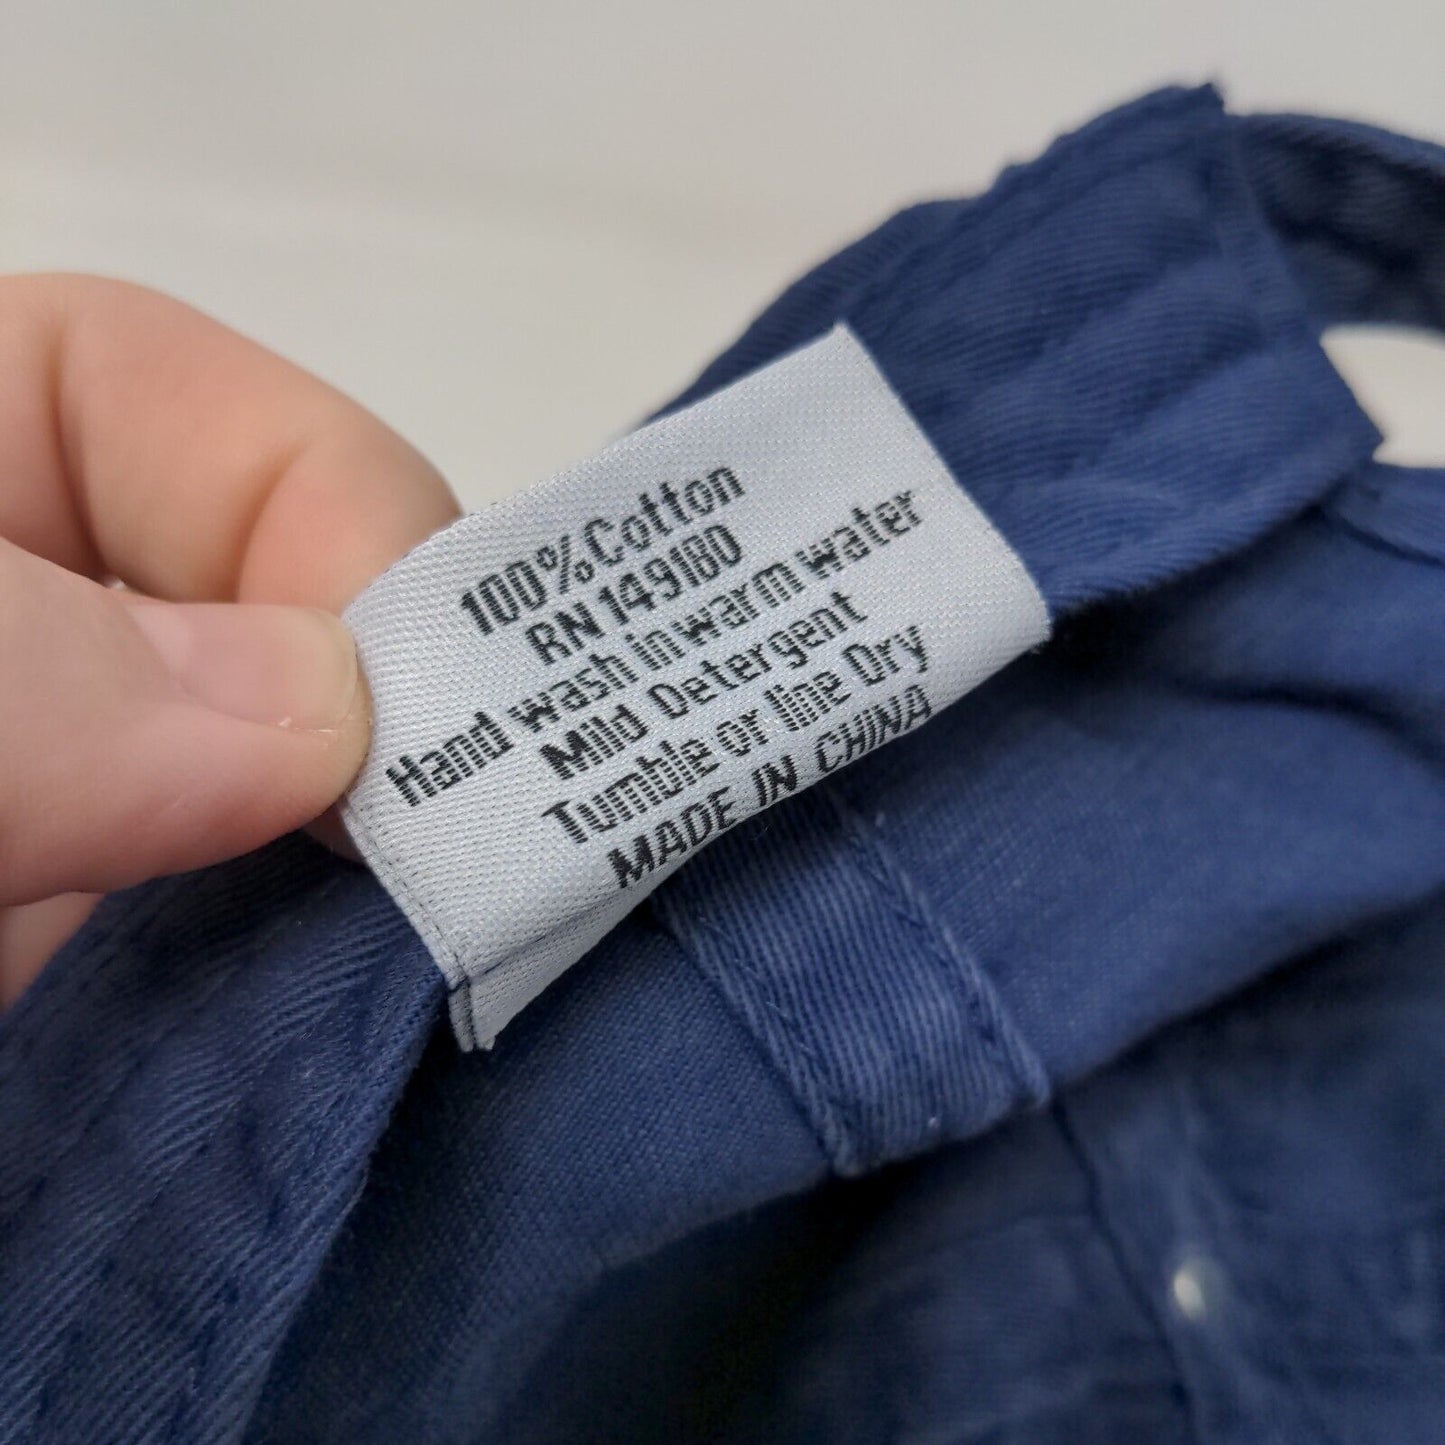 100%Cotton
RN 149180
Hand wash in warm water
Mild Detergent
Tumble or line Dry
MADE IN CHINA